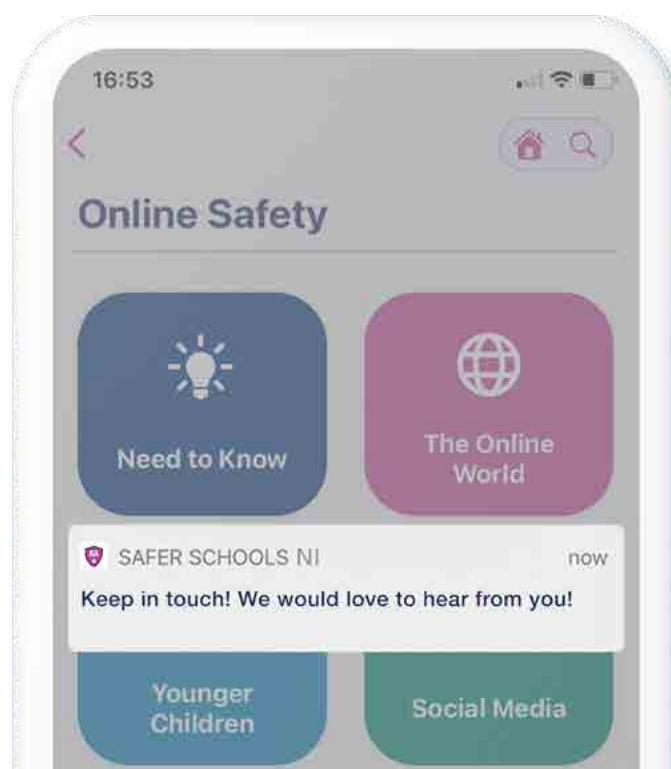 16:53
Online Safety
Need to Know
The Online
World
SAFER SCHOOLS NI
now
Keep in touch! We would love to hear from you!
Younger
Children
Social Media